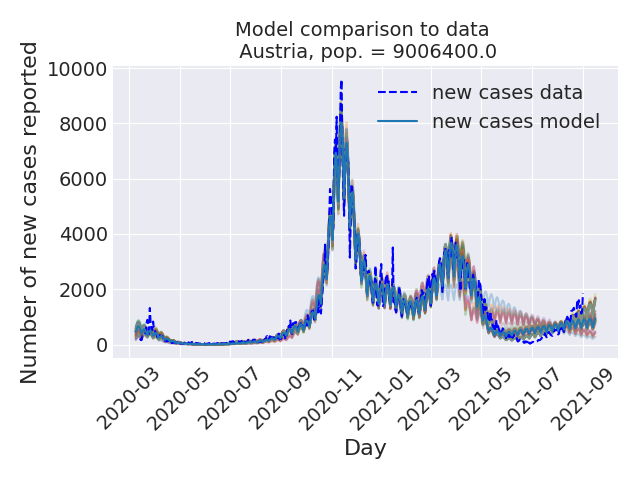 Model comparison to data
Austria, pop. = 9006400.0
Number of new cases reported
10000
8000
6000
4000
2000
0
new cases data
new cases model
2020-03
2020-05
2020-07
2020-09
2020-11
2021-01
2021-03
2021-05
2021-07
2021-09
Day